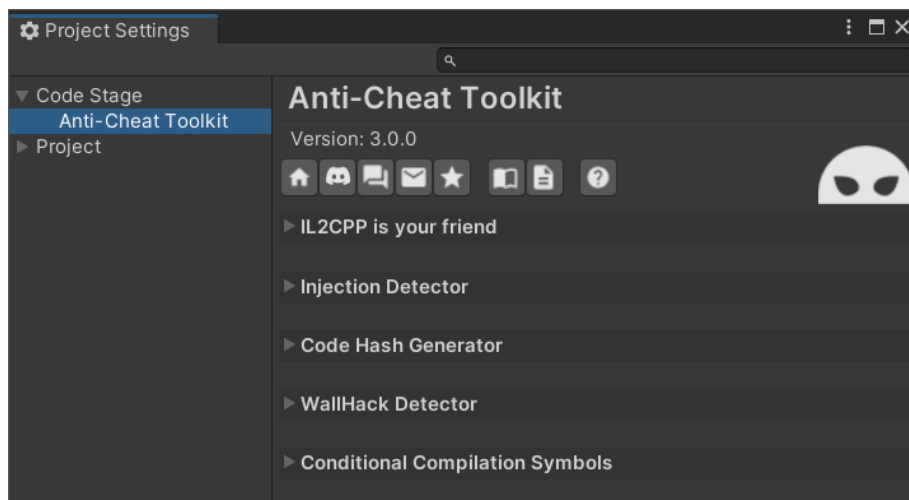 Project Settings
Code Stage
Anti-Cheat Toolkit
Project
Anti-Cheat Toolkit
Version: 3.0.0
IL2CPP is your friend
Injection Detector
Code Hash Generator
WallHack Detector
Conditional Compilation Symbols